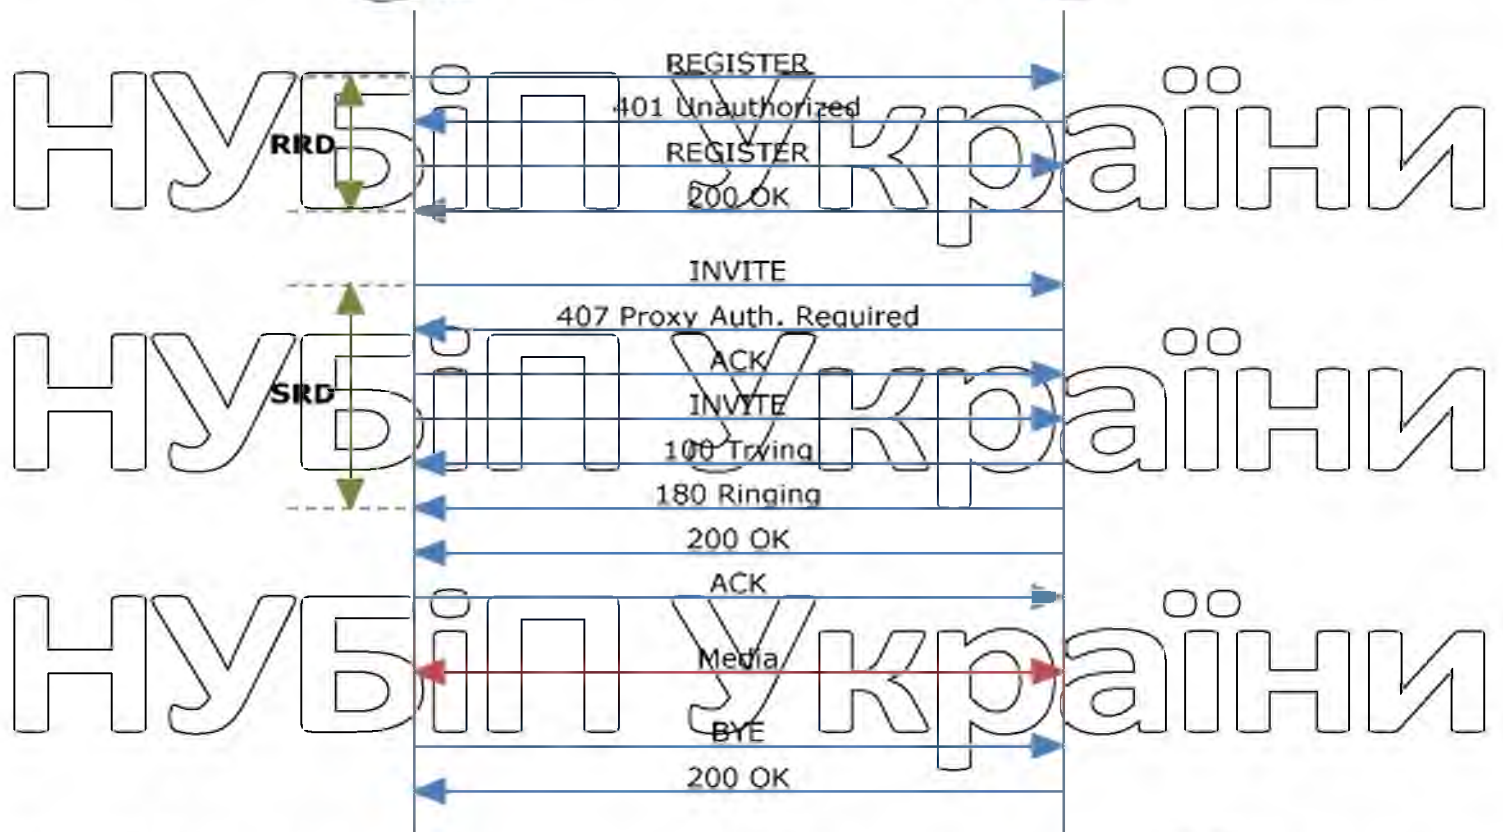 REGISTER
НУБіП України
401 Unauthorized
RRD
REGISTER
200 OK
INVITE
407 Proxy Auth. Required
НУБіП України
ACK
SRD
INVITE
100 Trying
180 Ringing
200 OK
ACK
НУБіП України
Media
BYE
200 OK